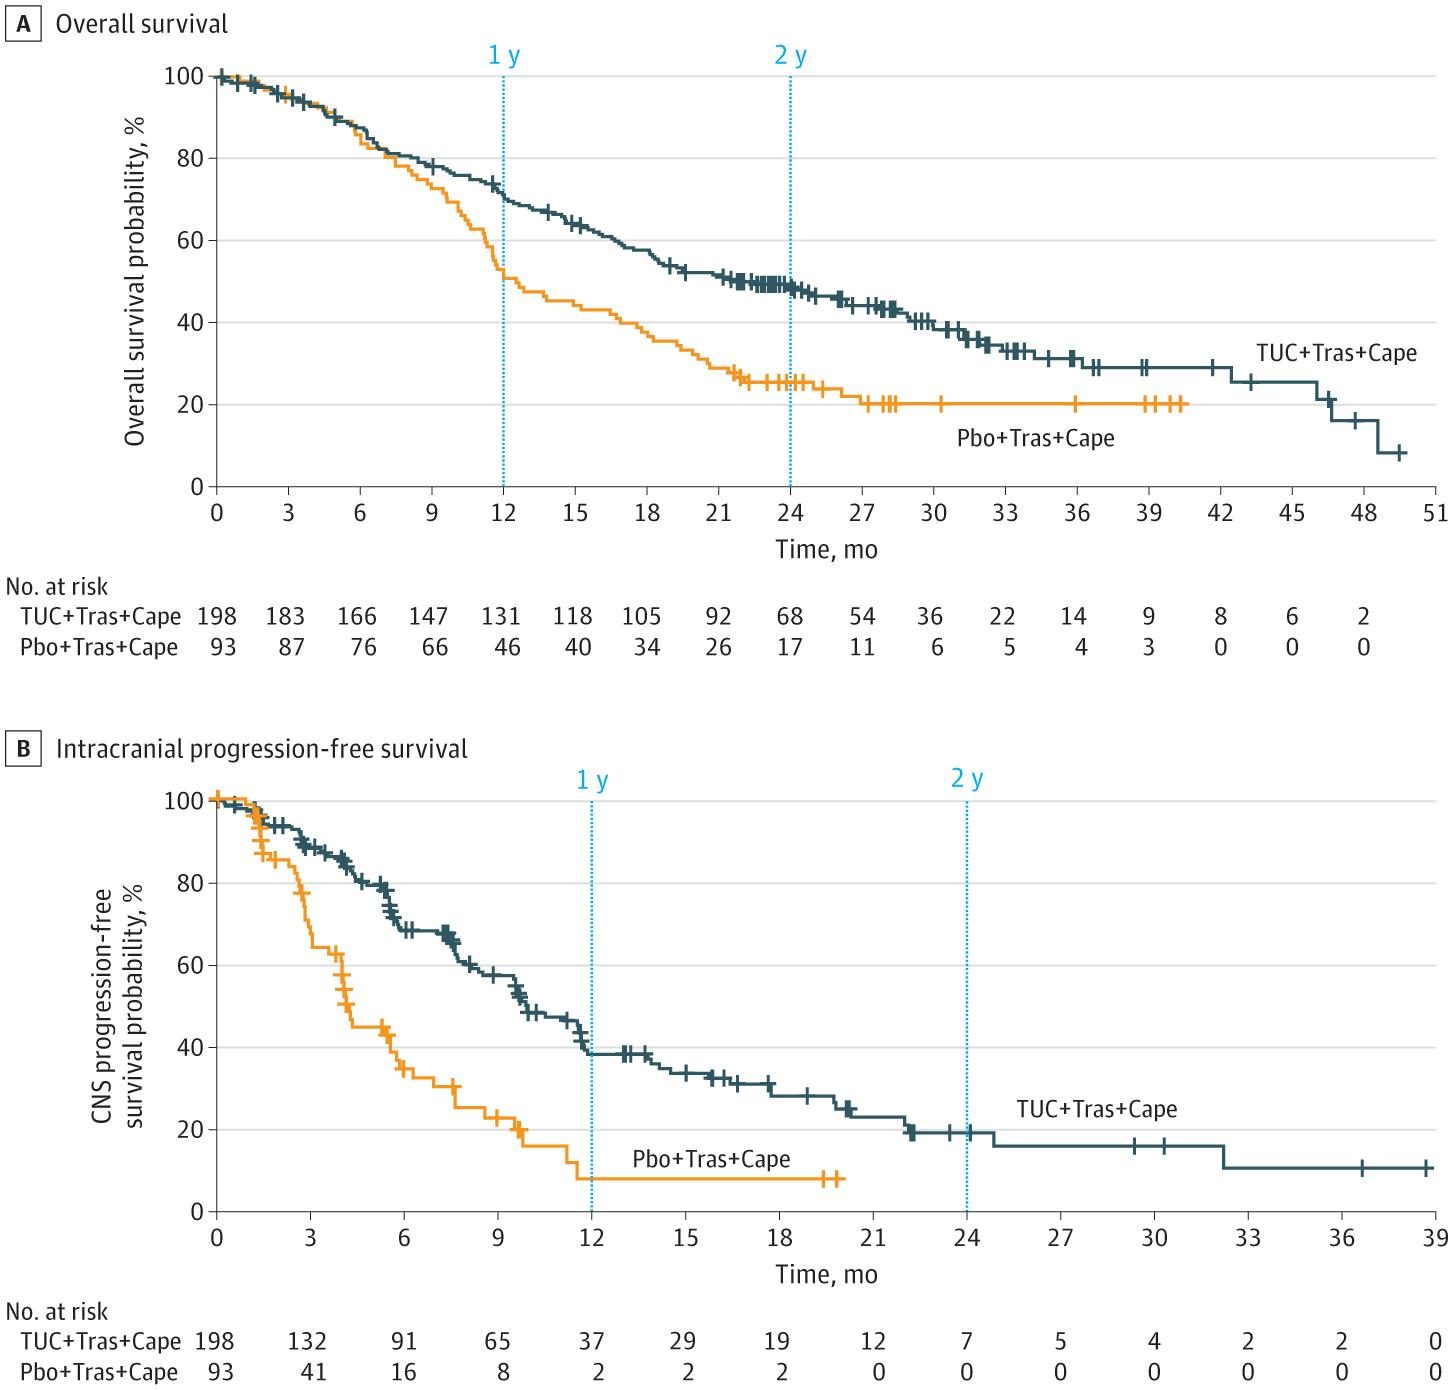 A Overall survival
1 y 2 y
100
80
60
40
20
0
Overall survival probability, %
TUC+Tras+Cape
Pbo+Tras+Cape
0 3 6 9 12 15 18 21 24 27 30 33 36 39 42 45 48 51
Time, mo
No. at risk
TUC+Tras+Cape 198 183 166 147 131 118 105 92 68 54 36 22 14 9 8 6 2
Pbo+Tras+Cape 93 87 76 66 46 40 34 26 17 11 6 5 4 3 0 0 0
B Intracranial progression-free survival
1 y 2 y
100
80
60
40
20
0
CNS progression-free
survival probability, %
TUC+Tras+Cape
Pbo+Tras+Cape
0 3 6 9 12 15 18 21 24 27 30 33 36 39
Time, mo
No. at risk
TUC+Tras+Cape 198 132 91 65 37 29 19 12 7 5 4 2 2 0
Pbo+Tras+Cape 93 41 16 8 2 2 2 0 0 0 0 0 0 0